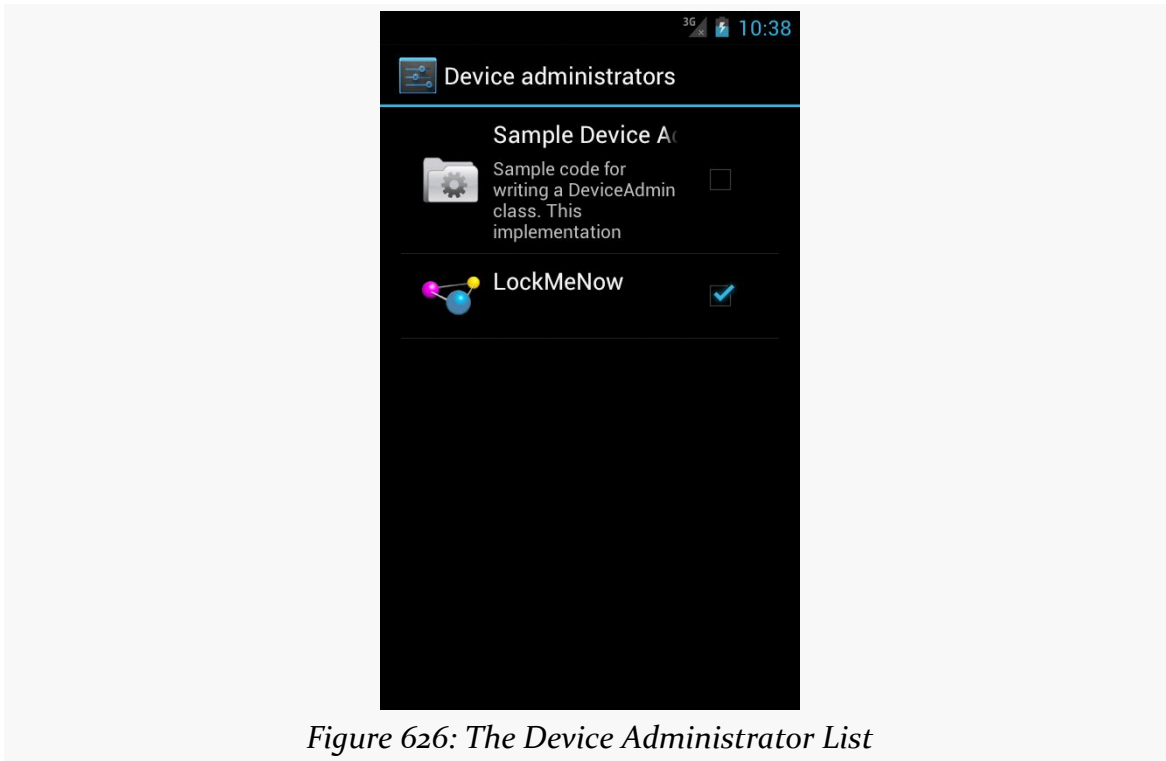 3G
10:38
Device administrators
Sample Device A
Sample code for
writing a DeviceAdmin
class. This
implementation
LockMeNow
Figure 626: The Device Administrator List